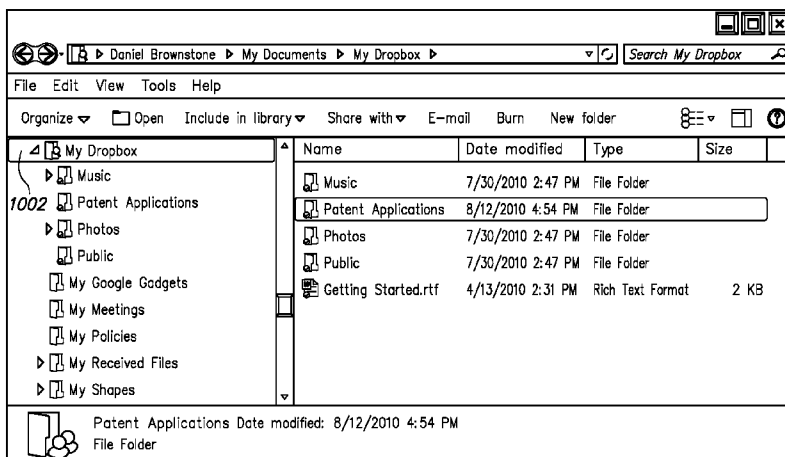 Daniel Brownstone My Documents My Dropbox Search My Dropbox
File Edit View Tools Help
Organize Open Include in library Share with E-mail Burn New folder
My Dropbox
Music
1002 Patent Applications
Photos
Public
My Google Gadgets
My Meetings
My Policies
My Received Files
My Shapes
Name Date modified Type Size
Music 7/30/2010 2:47 PM File Folder
Patent Applications 8/12/2010 4:54 PM File Folder
Photos 7/30/2010 2:47 PM File Folder
Public 7/30/2010 2:47 PM File Folder
Getting Started.rtf 4/13/2010 2:31 PM Rich Text Format 2 KB
Patent Applications Date modified: 8/12/2010 4:54 PM
File Folder